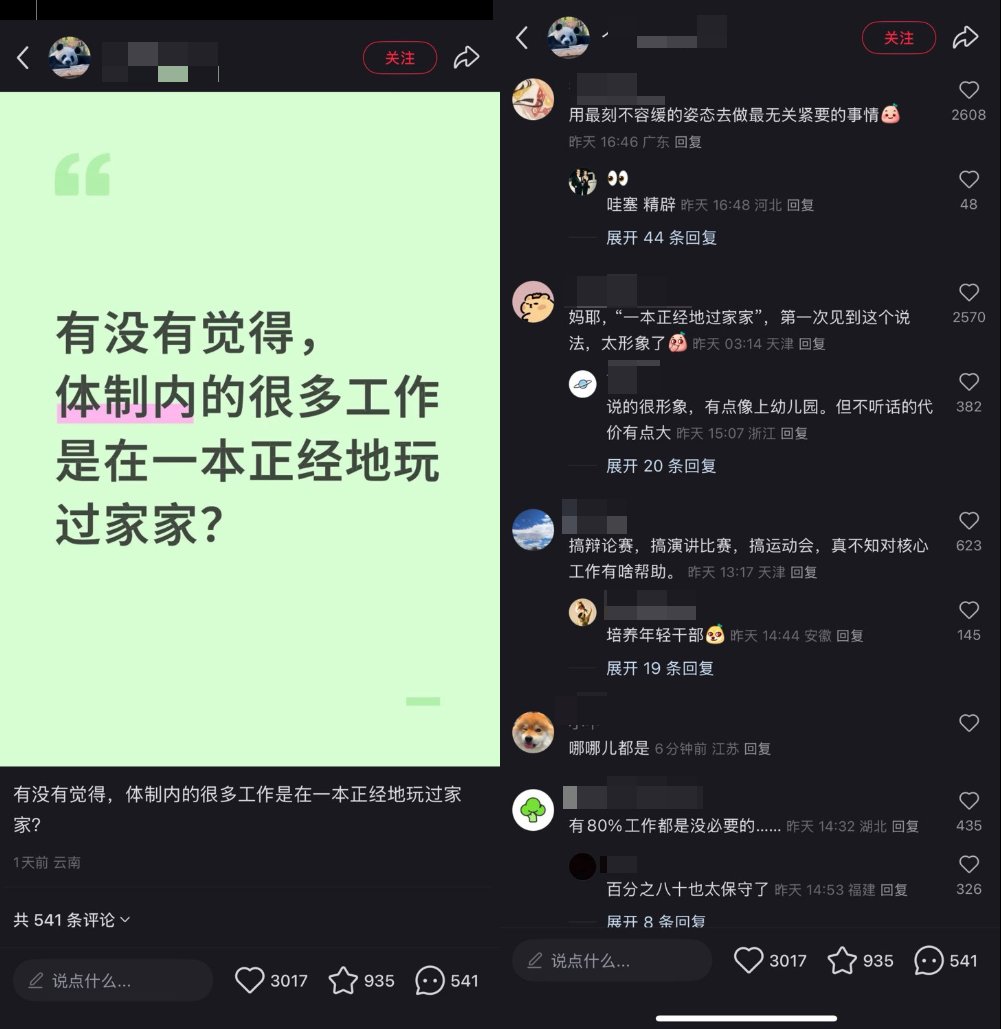 关注
有没有觉得，
体制内的很多工作
是在一本正经地玩
过家家？
有没有觉得，体制内的很多工作是在一本正经地玩过家
家？
1天前 云南
共 541 条评论
说点什么...
3017
935
541
关注
用最刻不容缓的姿态去做最无关紧要的事情
2608
昨天 16:46 广东 回复
哇塞 精辟 昨天 16:48 河北 回复
48
展开 44 条回复
妈耶，“一本正经地过家家”，第一次见到这个说
2570
法，太形象了 昨天 03:14 天津 回复
说的很形象，有点像上幼儿园。但不听话的代
382
价有点大 昨天 15:07 浙江 回复
展开 20 条回复
搞辩论赛，搞演讲比赛，搞运动会，真不知对核心
623
工作有啥帮助。 昨天 13:17 天津 回复
培养年轻干部 昨天 14:44 安徽 回复
145
展开 19 条回复
哪哪儿都是 6分钟前 江苏 回复
有80%工作都是没必要的...... 昨天 14:32 湖北 回复
435
百分之八十也太保守了 昨天 14:53 福建 回复
326
展开 8 条回复
说点什么...
3017
935
541